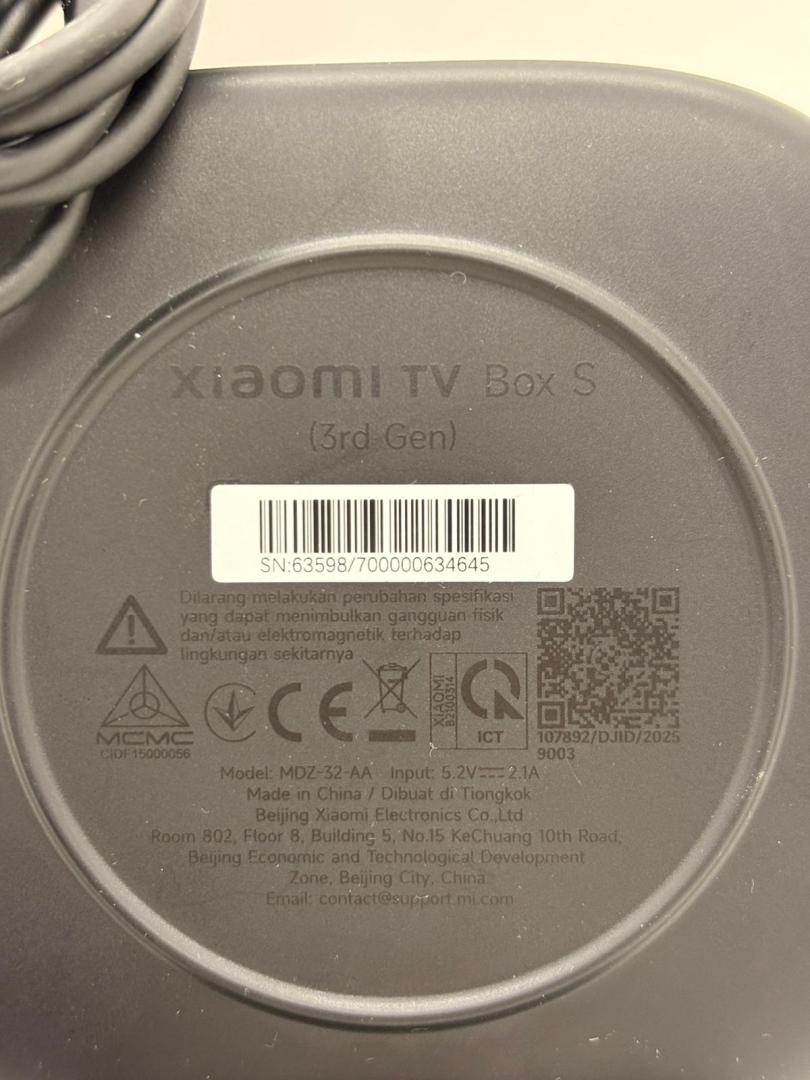 xiaomi TV Box S
(3rd Gen)
SN:63598/700000634645
Dilarang melakukan perubahan spesifikasi
yang dapat menimbulkan gangguan fisik
dan/atau elektromagnetik terhadap
lingkungan sekitarnya
MCMC
CIDF15000056
XIAOMI
B2100314
ICT
107892/DJID/2025
9003
Model: MDZ-32-AA Input: 5.2V⎓2.1A
Made in China / Dibuat di Tiongkok
Beijing Xiaomi Electronics Co.,Ltd
Room 802, Floor 8, Building 5, No.15 KeChuang 10th Road,
Beijing Economic and Technological Development
Zone, Beijing City, China
Email: contact@support.mi.com